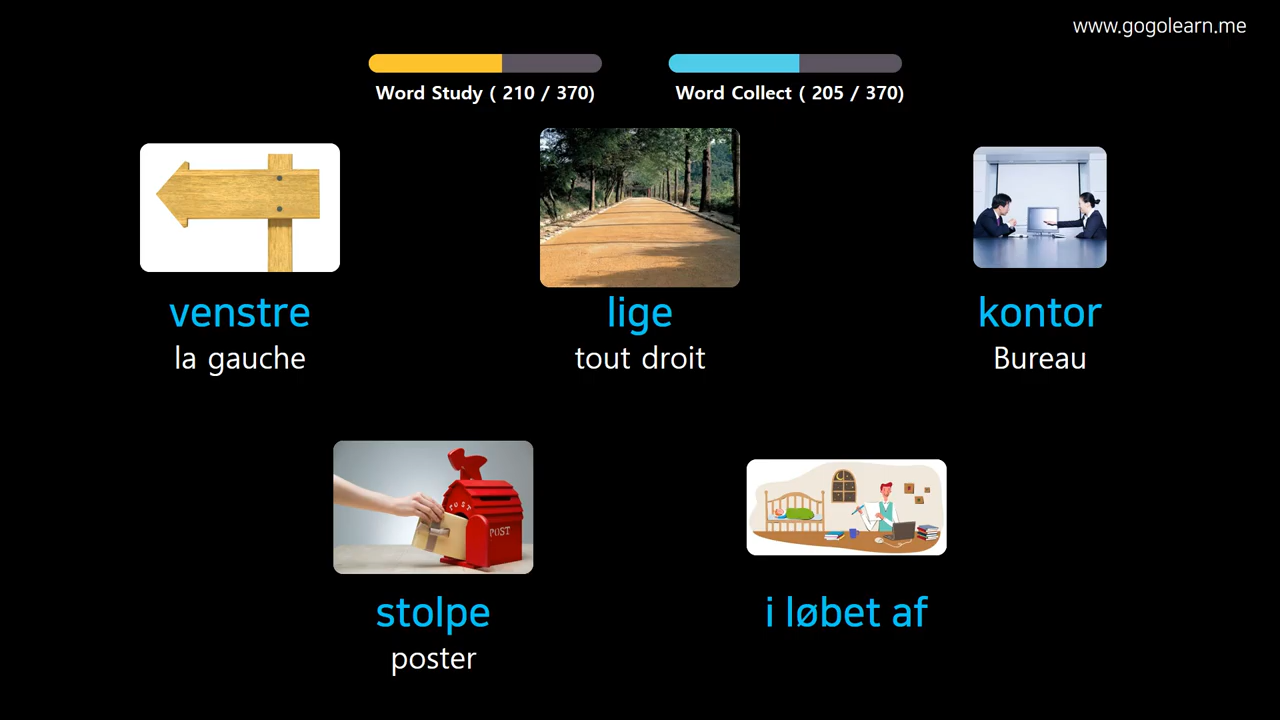 www.gogolearn.me
Word Study ( 210 / 370)
Word Collect ( 205 / 370)
venstre
la gauche
lige
tout droit
kontor
Bureau
POST
POST
stolpe
poster
i løbet af